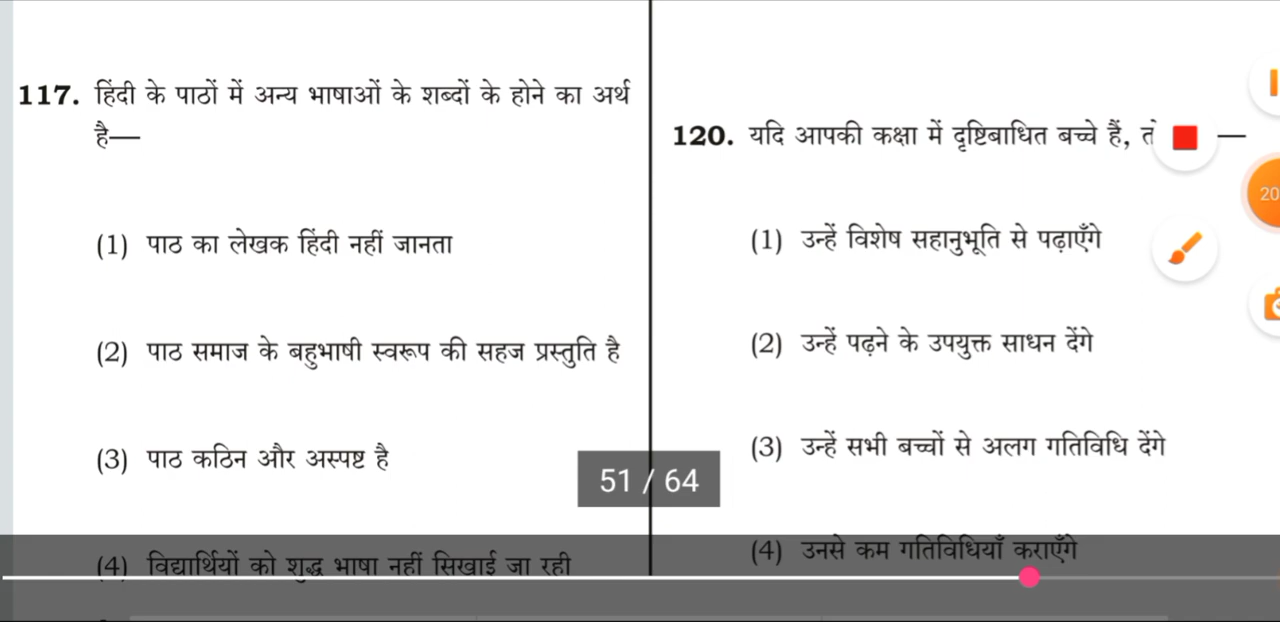 117. हिंदी के पाठों में अन्य भाषाओं के शब्दों के होने का अर्थ
है—
(1) पाठ का लेखक हिंदी नहीं जानता
(2) पाठ समाज के बहुभाषी स्वरूप की सहज प्रस्तुति है
(3) पाठ कठिन और अस्पष्ट है
(4) विद्यार्थियों को शुद्ध भाषा नहीं सिखाई जा रही
120. यदि आपकी कक्षा में दृष्टिबाधित बच्चे हैं, —
(1) उन्हें विशेष सहानुभूति से पढ़ाएँगे
(2) उन्हें पढ़ने के उपयुक्त साधन देंगे
(3) उन्हें सभी बच्चों से अलग गतिविधि देंगे
(4) उनसे कम गतिविधियाँ कराएँगे
51 / 64
20